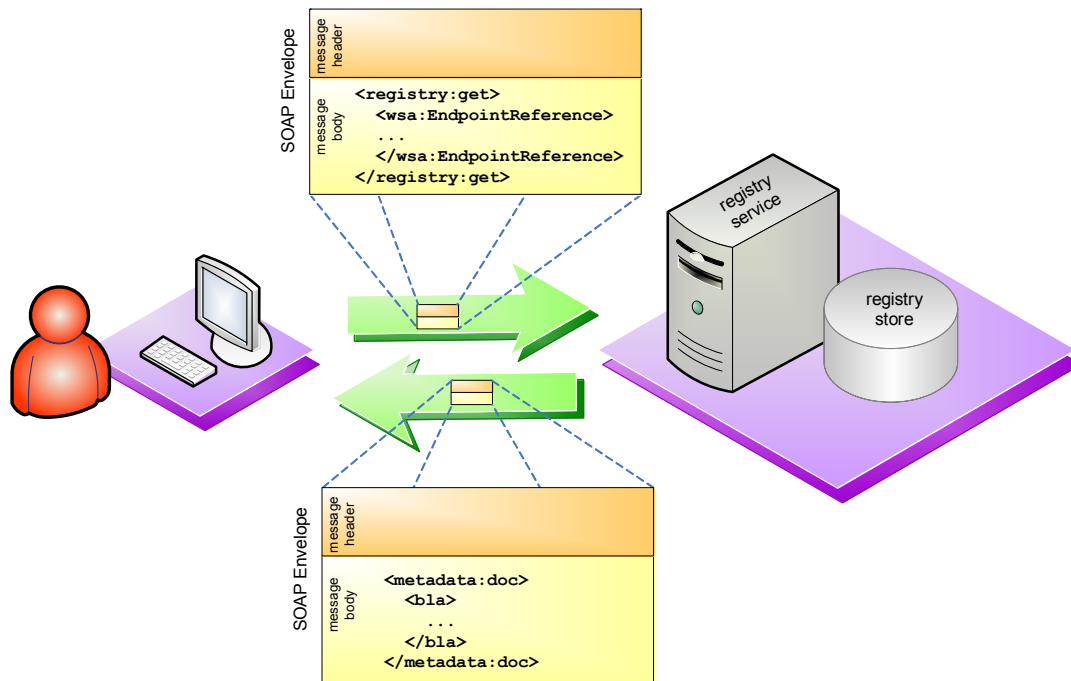 SOAP Envelope
message
header
message
body
<registry:get>
<wsa:EndpointReference>
...
</wsa:EndpointReference>
</registry:get>
registry
service
registry
store
SOAP Envelope
message
header
message
body
<metadata:doc>
<bla>
...
</bla>
</metadata:doc>